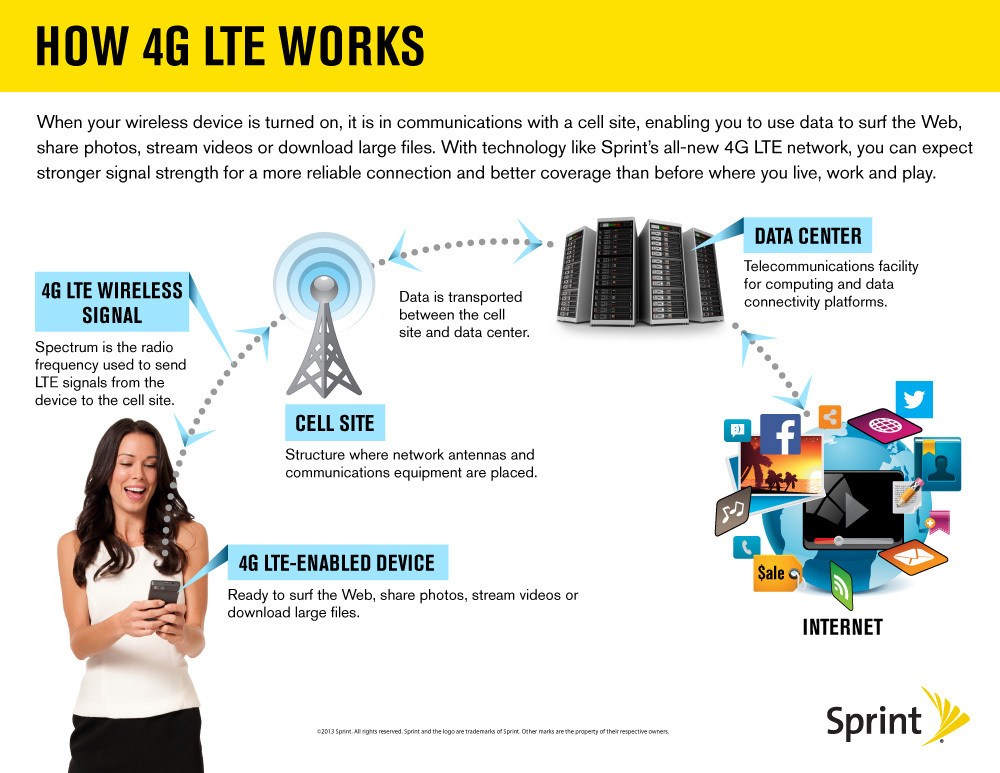 HOW 4G LTE WORKS
When your wireless device is turned on, it is in communications with a cell site, enabling you to use data to surf the Web,
share photos, stream videos or download large files. With technology like Sprint's all-new 4G LTE network, you can expect
stronger signal strength for a more reliable connection and better coverage than before where you live, work and play.
4G LTE WIRELESS
SIGNAL
Spectrum is the radio
frequency used to send
LTE signals from the
device to the cell site.
CELL SITE
Structure where network antennas and
communications equipment are placed.
Data is transported
between the cell
site and data center.
DATA CENTER
Telecommunications facility
for computing and data
connectivity platforms.
4G LTE-ENABLED DEVICE
Ready to surf the Web, share photos, stream videos or
download large files.
f
$ale
INTERNET
Sprint
©2013 Sprint. All rights reserved. Sprint and the logo are trademarks of Sprint. Other marks are the property of their respective owners.